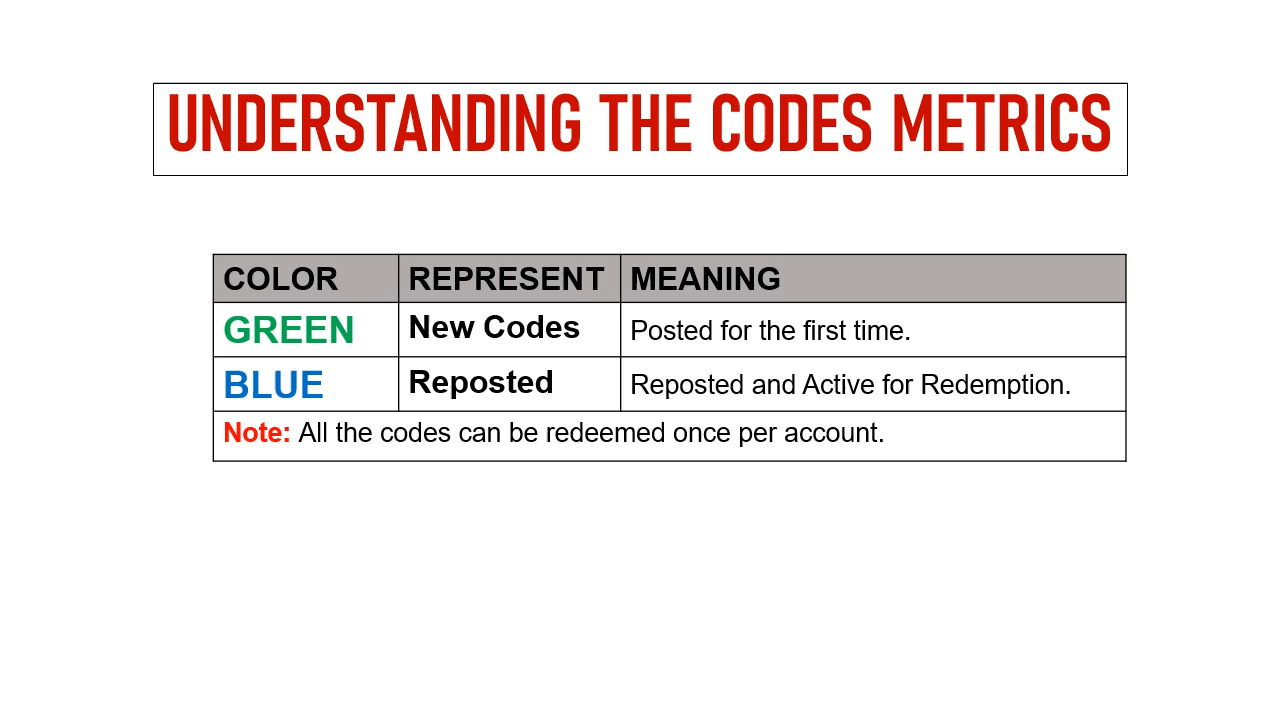 UNDERSTANDING THE CODES METRICS
COLOR REPRESENT MEANING
GREEN New Codes Posted for the first time.
BLUE Reposted Reposted and Active for Redemption.
Note: All the codes can be redeemed once per account.